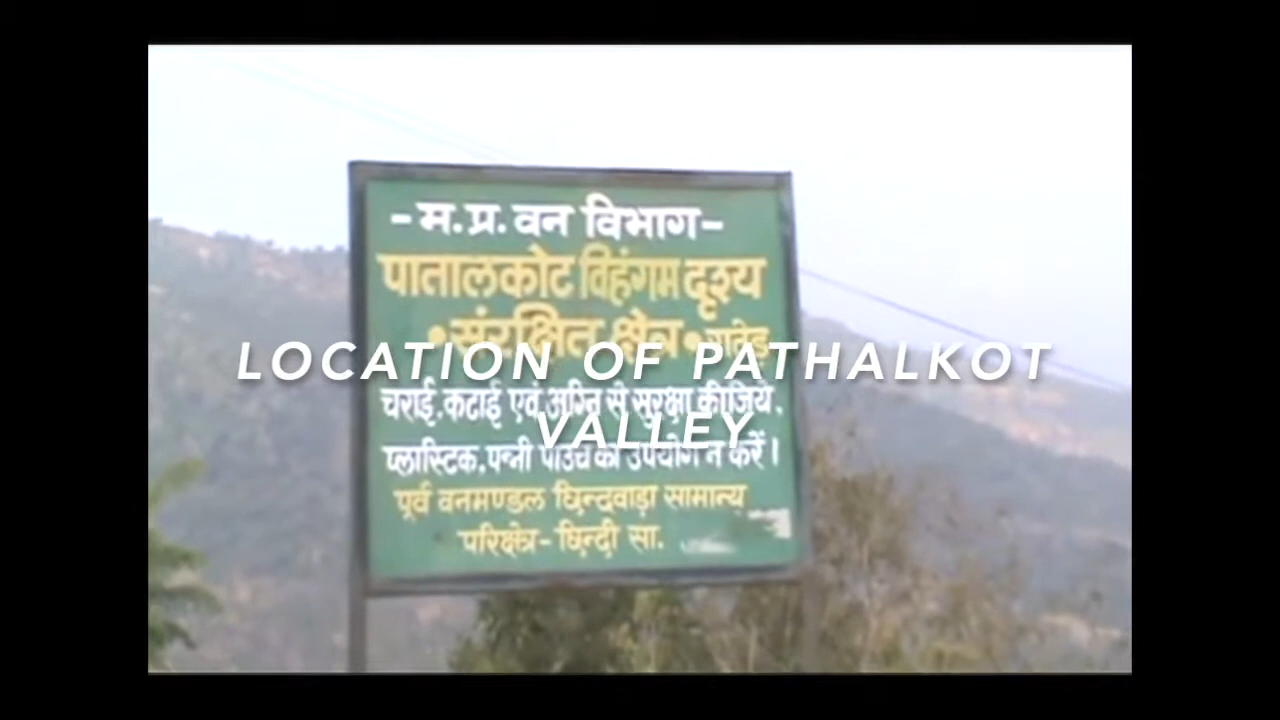 -म.प्र. वन विभाग-
पातालकोट विहंगम दृश्य
•संरक्षित क्षेत्र•
LOCATION OF PATHALKOT
चराई, कटाई एवं अग्नि से सुरक्षा कीजिये,
VALLEY
प्लास्टिक, पन्नी पाउच का उपयोग न करें।
पूर्व वनमण्डल छिन्दवाड़ा सामान्य
परिक्षेत्र- छिन्दी सा.